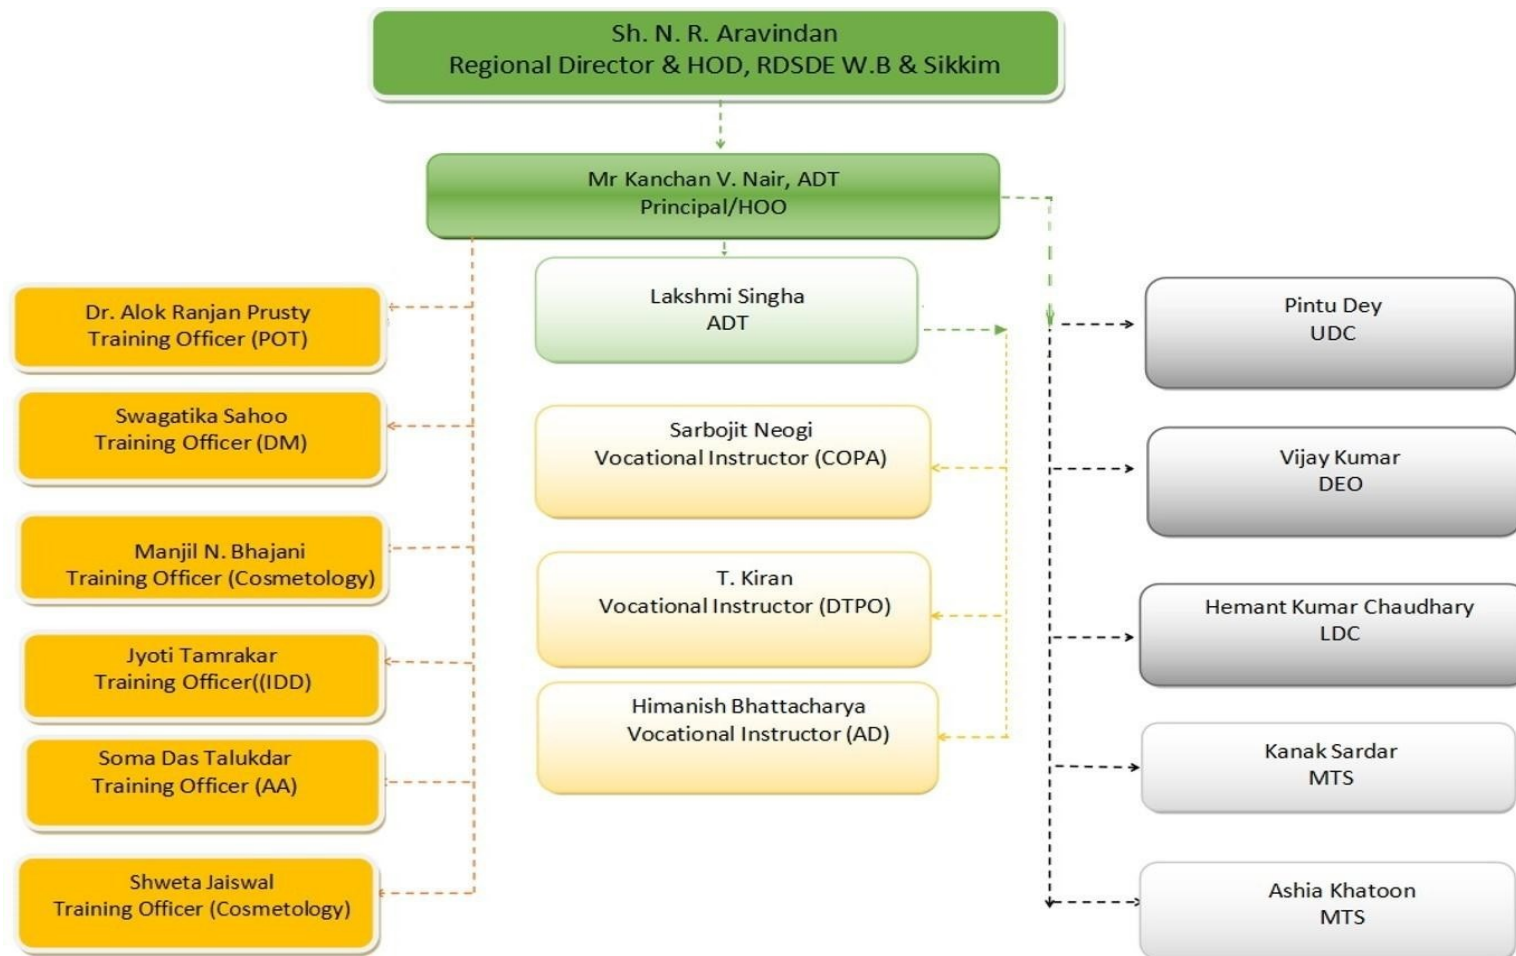 Sh. N. R. Aravindan
Regional Director & HOD, RDSDE W.B & Sikkim
Mr Kanchan V. Nair, ADT
Principal/HOO
Dr. Alok Ranjan Prusty
Training Officer (POT)
Swagatika Sahoo
Training Officer (DM)
Manjil N. Bhajani
Training Officer (Cosmetology)
Jyoti Tamrakar
Training Officer((IDD)
Soma Das Talukdar
Training Officer (AA)
Shweta Jaiswal
Training Officer (Cosmetology)
Lakshmi Singha
ADT
Sarbojit Neogi
Vocational Instructor (COPA)
T. Kiran
Vocational Instructor (DTPO)
Himanish Bhattacharya
Vocational Instructor (AD)
Pintu Dey
UDC
Vijay Kumar
DEO
Hemant Kumar Chaudhary
LDC
Kanak Sardar
MTS
Ashia Khatoon
MTS